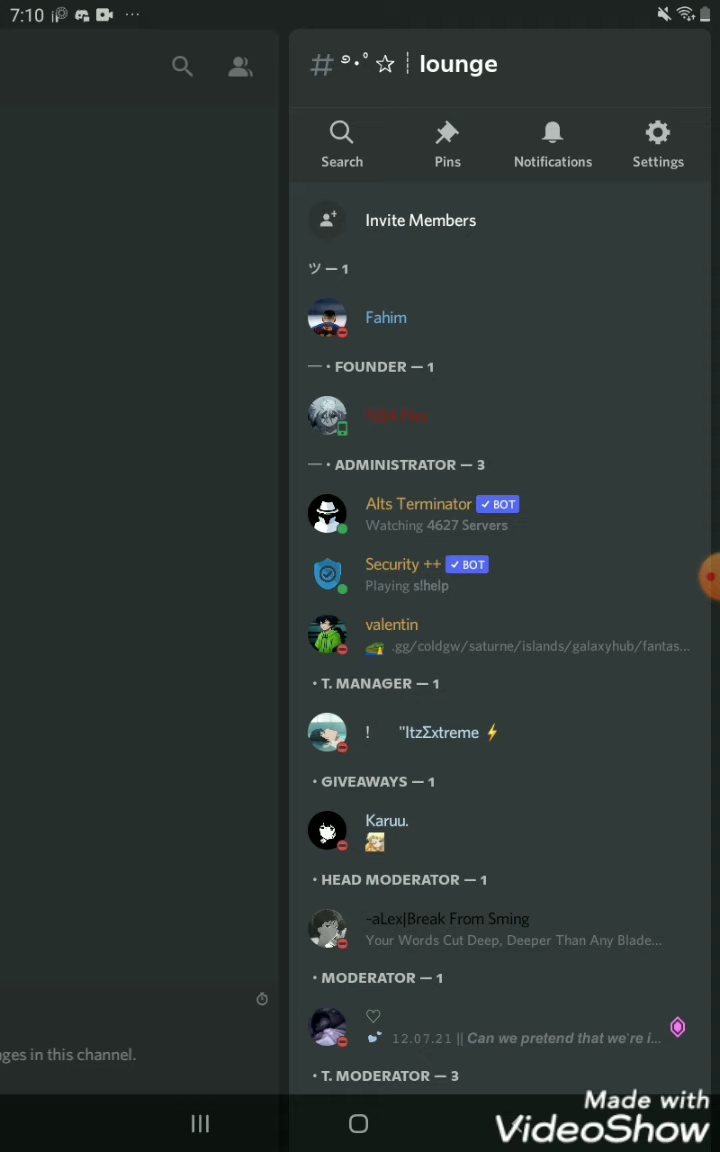 7:10
# ୭•˚☆┊lounge
Search
Pins
Notifications
Settings
Invite Members
ツ — 1
Fahim
— • FOUNDER — 1
— • ADMINISTRATOR — 3
Alts Terminator ✓ BOT
Watching 4627 Servers
Security ++ ✓ BOT
Playing s!help
valentin
.gg/coldgw/saturne/islands/galaxyhub/fantas...
• T. MANAGER — 1
! "ItzΣxtreme ⚡
• GIVEAWAYS — 1
Karuu.
• HEAD MODERATOR — 1
~aLex|Break From Sming
Your Words Cut Deep, Deeper Than Any Blade...
• MODERATOR — 1
♡
12.07.21 || Can we pretend that we're i...
ges in this channel.
• T. MODERATOR — 3
Made with
VideoShow